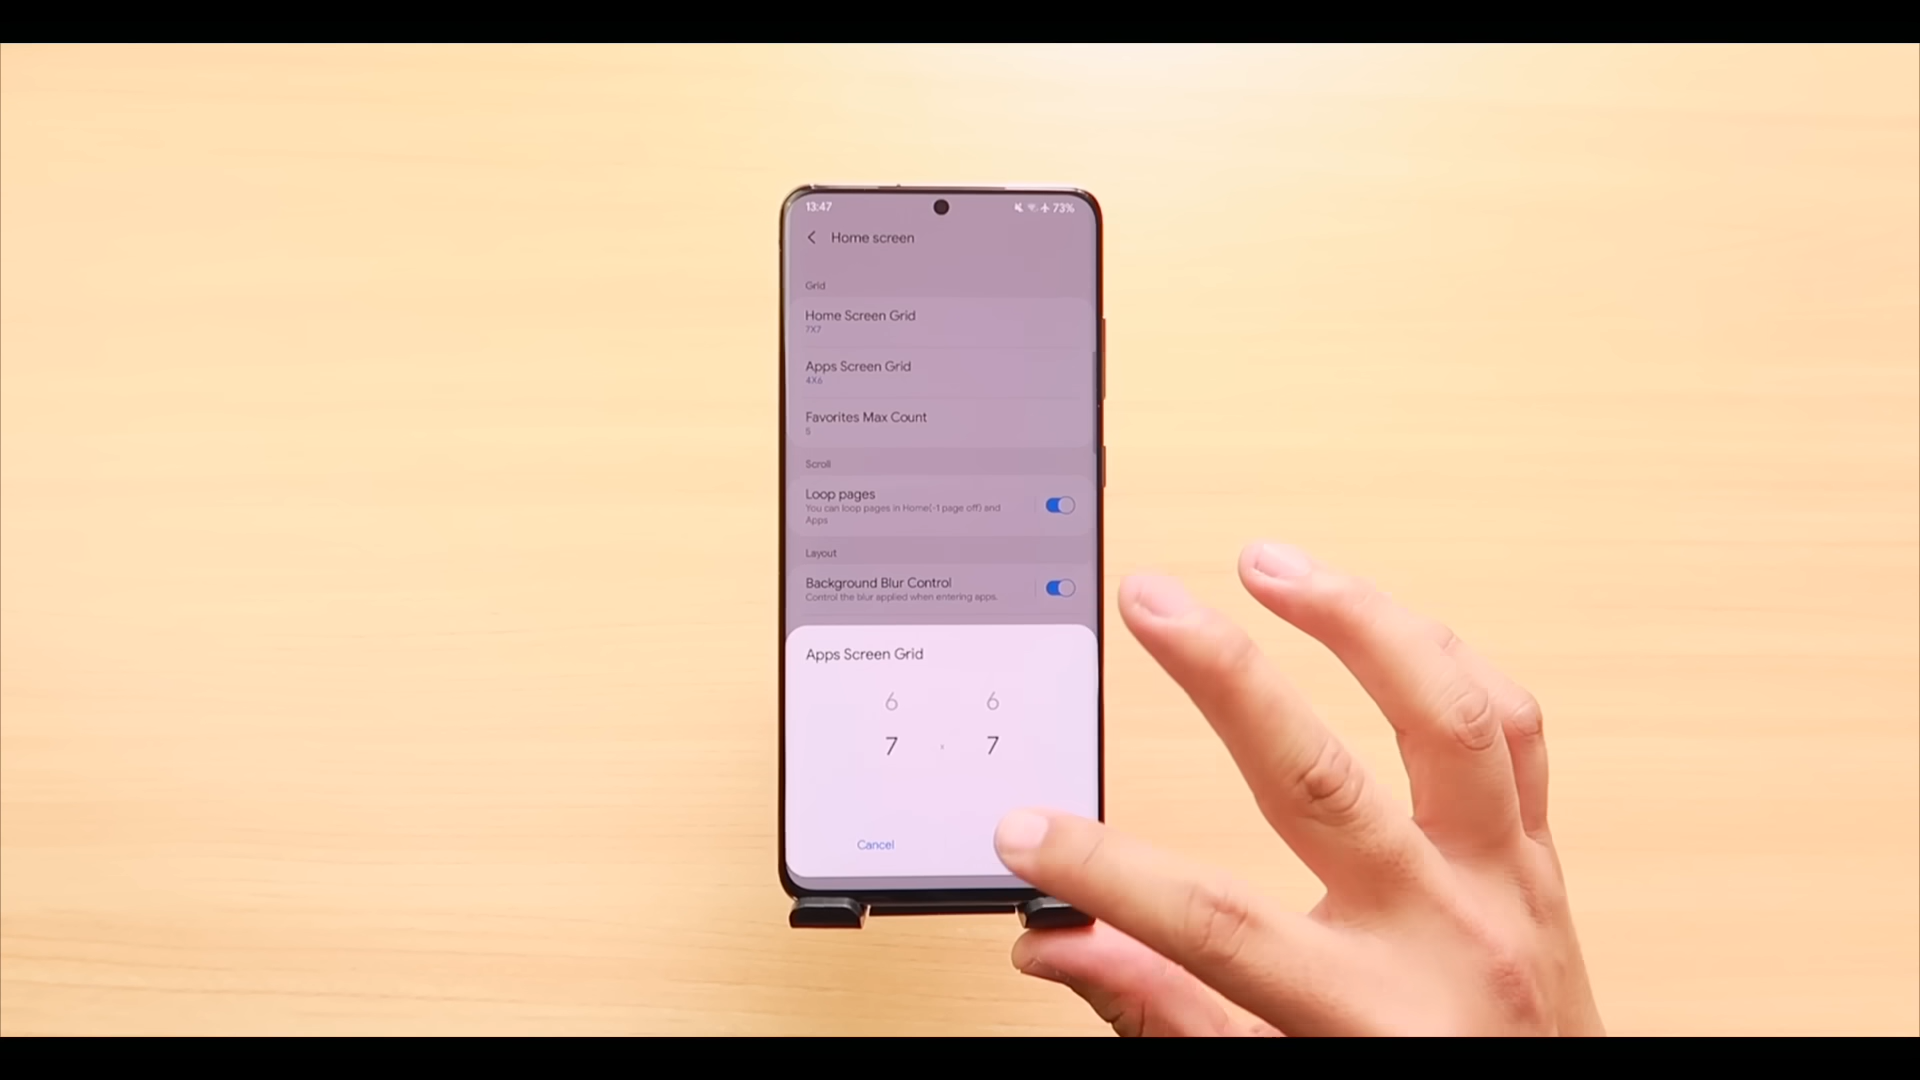 13:47
73%
Home screen
Grid
Home Screen Grid
7X7
Apps Screen Grid
4X6
Favorites Max Count
5
Scroll
Loop pages
You can loop pages in Home(-1 page off) and
Apps
Layout
Background Blur Control
Control the blur applied when entering apps.
Apps Screen Grid
6 6
7 x 7
Cancel